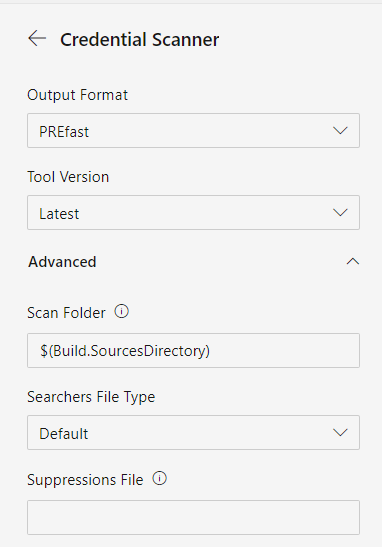 Credential Scanner
Output Format
PREfast
Tool Version
Latest
Advanced
Scan Folder
$(Build.SourcesDirectory)
Searchers File Type
Default
Suppressions File